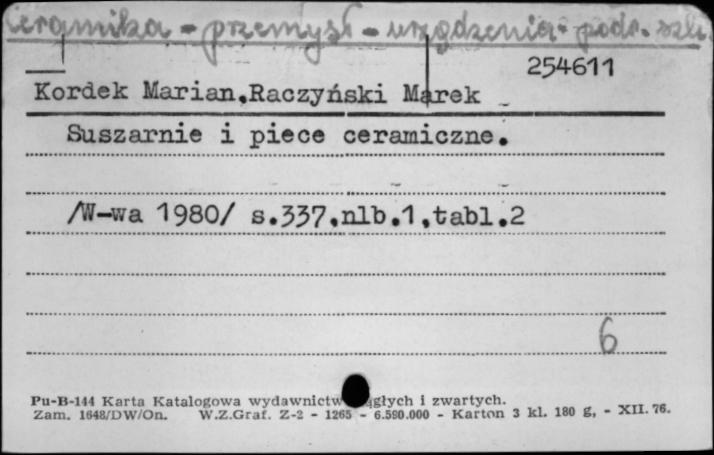 Ceramika - przemysł - urządzenia - podr. szk.
254611
Kordek Marian,Raczyński Marek
Suszarnie i piece ceramiczne.
/W-wa 1980/ s.337,nlb.1,tabl.2
6
Pu-B-144 Karta Katalogowa wydawnictw głych i zwartych.
Zam. 1648/DW/On. W.Z.Graf. Z-2 - 1265 - 6.590.000 - Karton 3 kl. 180 g, - XII. 76.